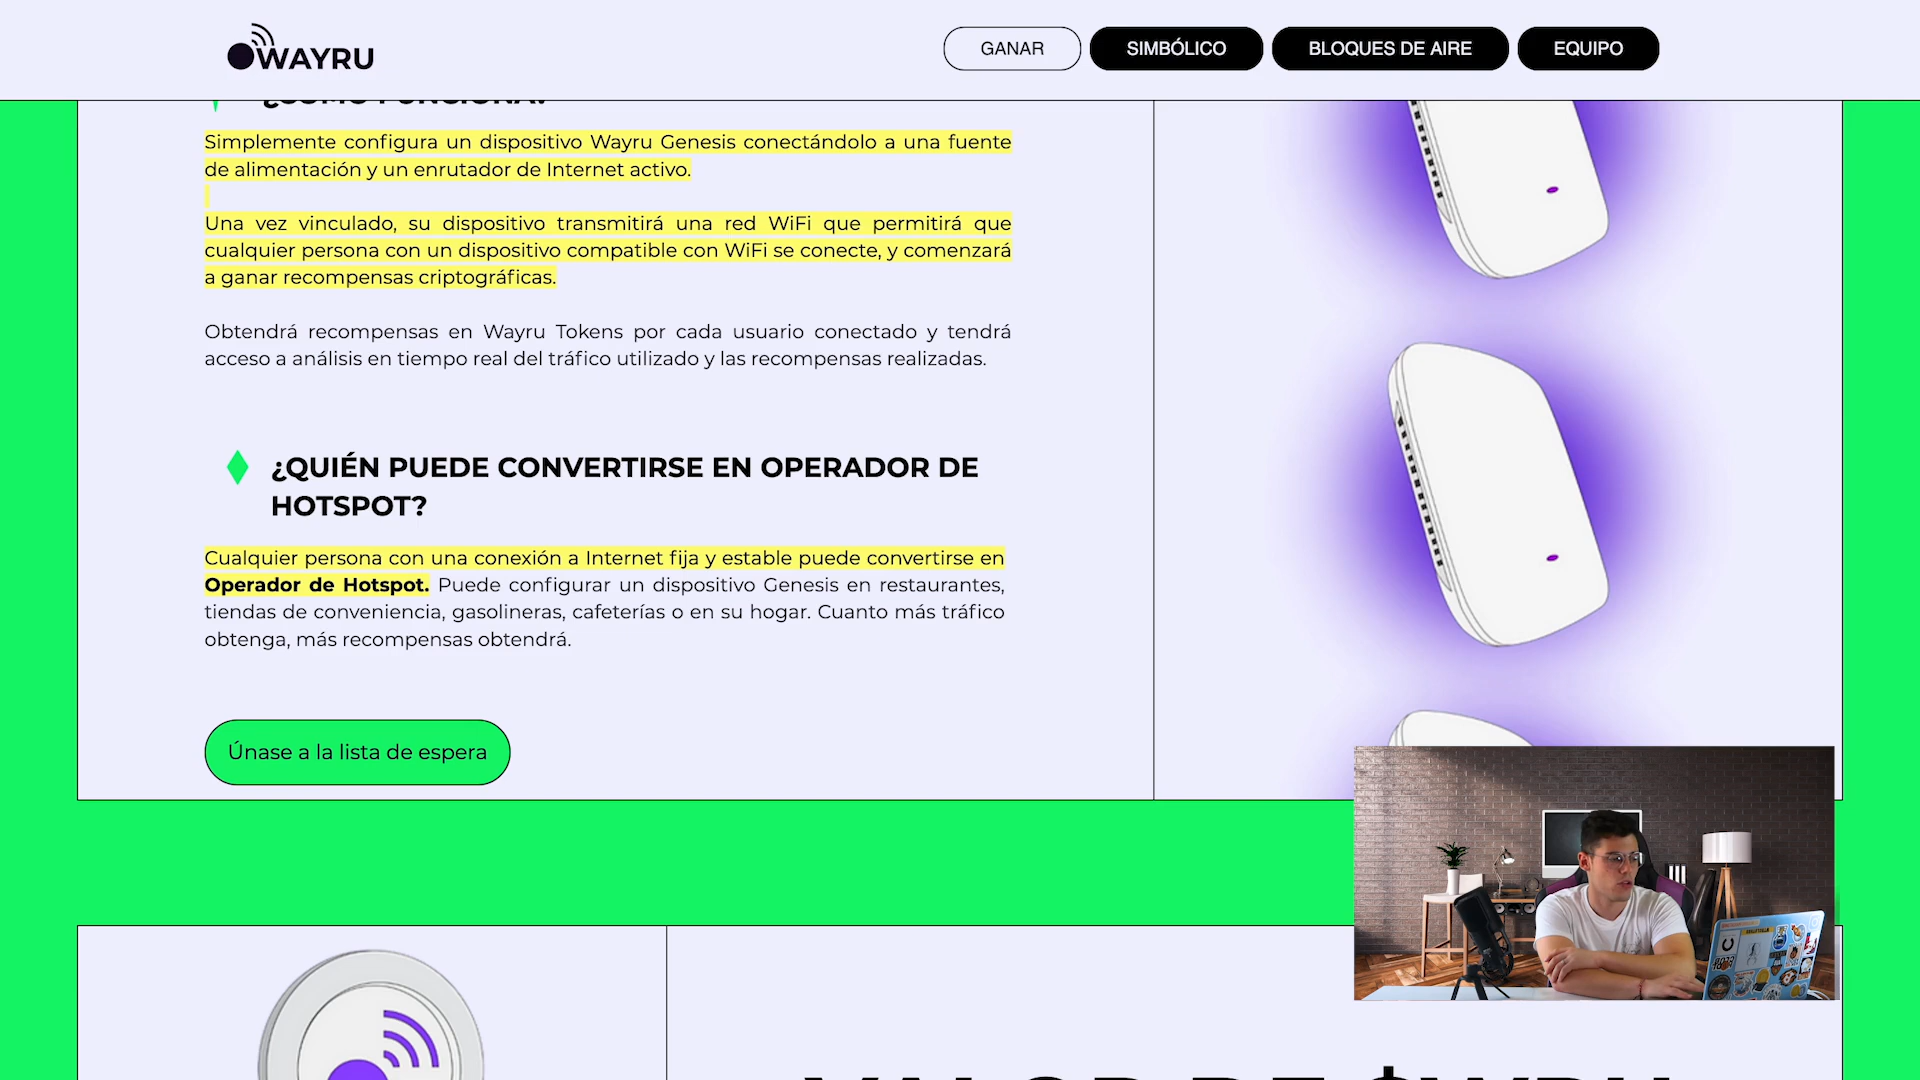 WAYRU
GANAR
SIMBÓLICO
BLOQUES DE AIRE
EQUIPO
¿CÓMO FUNCIONA?
Simplemente configura un dispositivo Wayru Genesis conectándolo a una fuente
de alimentación y un enrutador de Internet activo.
Una vez vinculado, su dispositivo transmitirá una red WiFi que permitirá que
cualquier persona con un dispositivo compatible con WiFi se conecte, y comenzará
a ganar recompensas criptográficas.
Obtendrá recompensas en Wayru Tokens por cada usuario conectado y tendrá
acceso a análisis en tiempo real del tráfico utilizado y las recompensas realizadas.
¿QUIÉN PUEDE CONVERTIRSE EN OPERADOR DE
HOTSPOT?
Cualquier persona con una conexión a Internet fija y estable puede convertirse en
Operador de Hotspot. Puede configurar un dispositivo Genesis en restaurantes,
tiendas de conveniencia, gasolineras, cafeterías o en su hogar. Cuanto más tráfico
obtenga, más recompensas obtendrá.
Únase a la lista de espera
VALOR DE $WRU